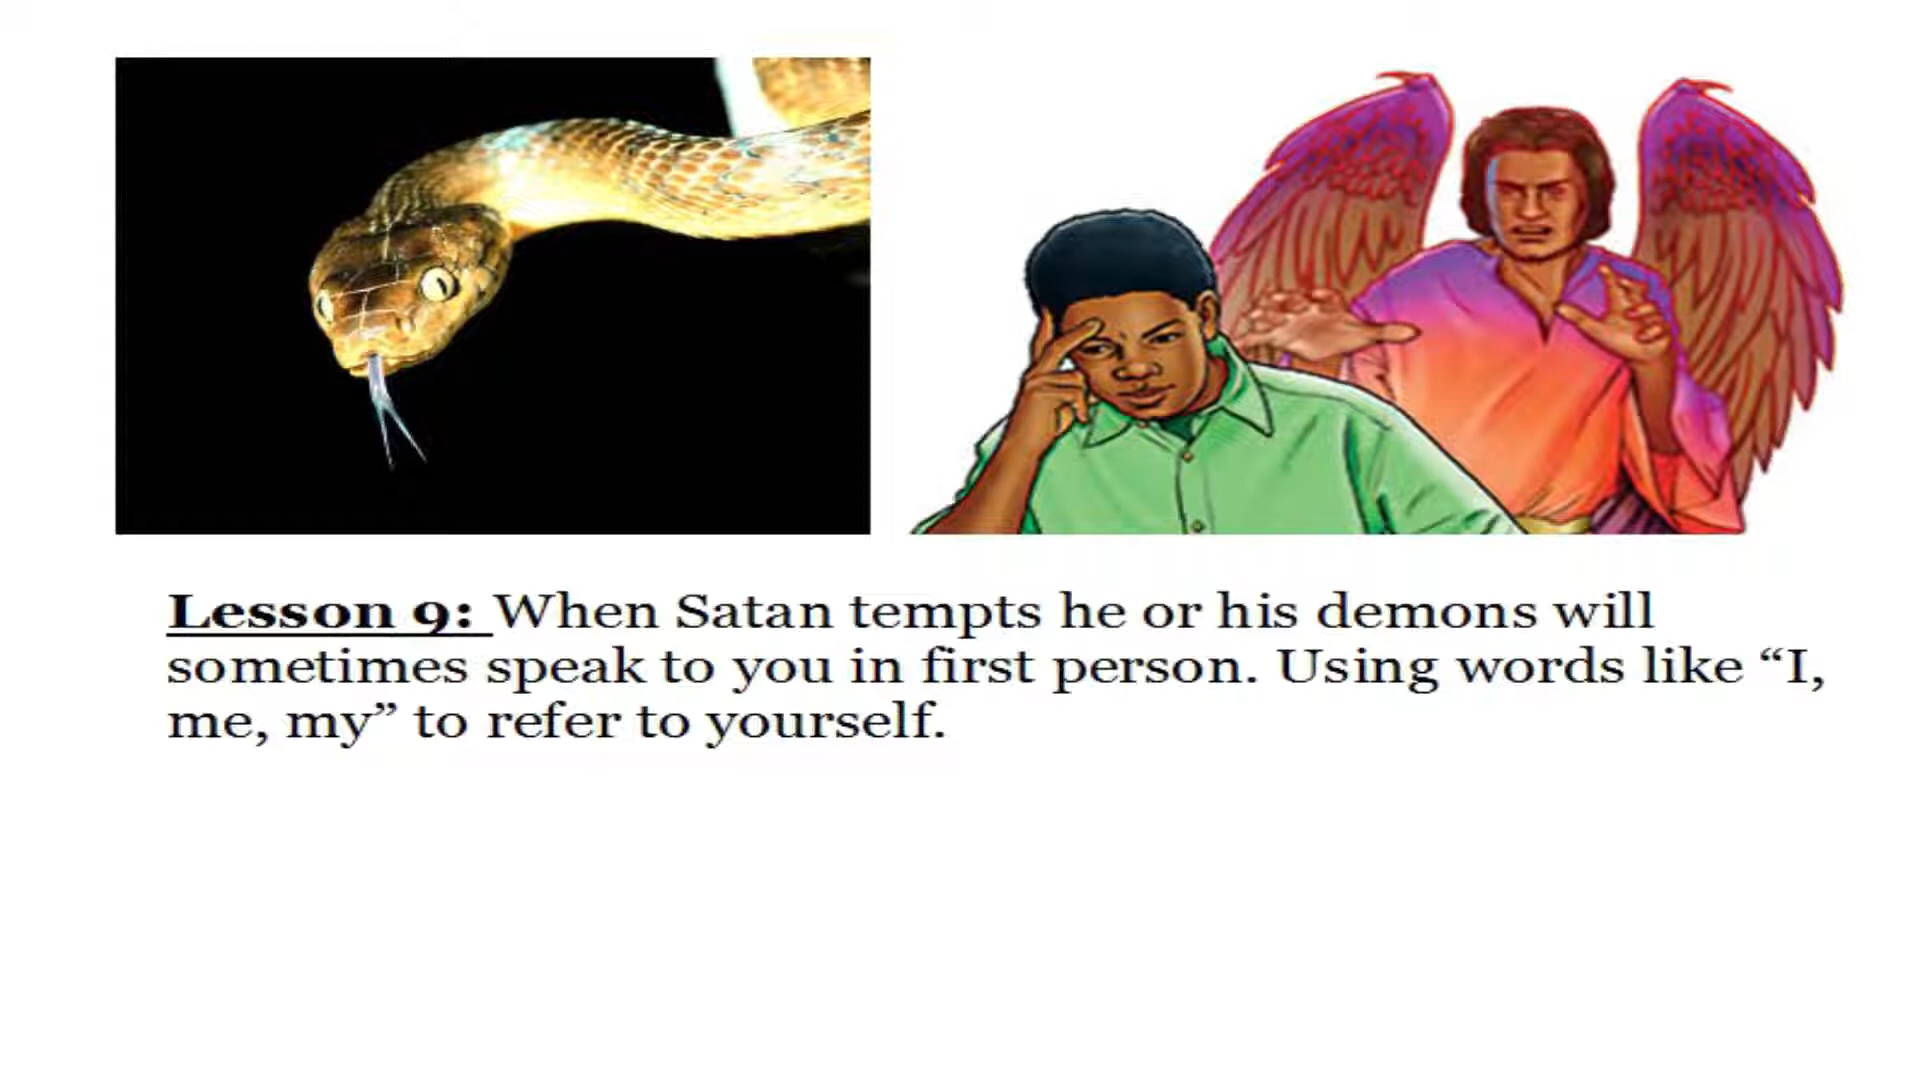 Lesson 9: When Satan tempts he or his demons will
sometimes speak to you in first person. Using words like “I,
me, my” to refer to yourself.